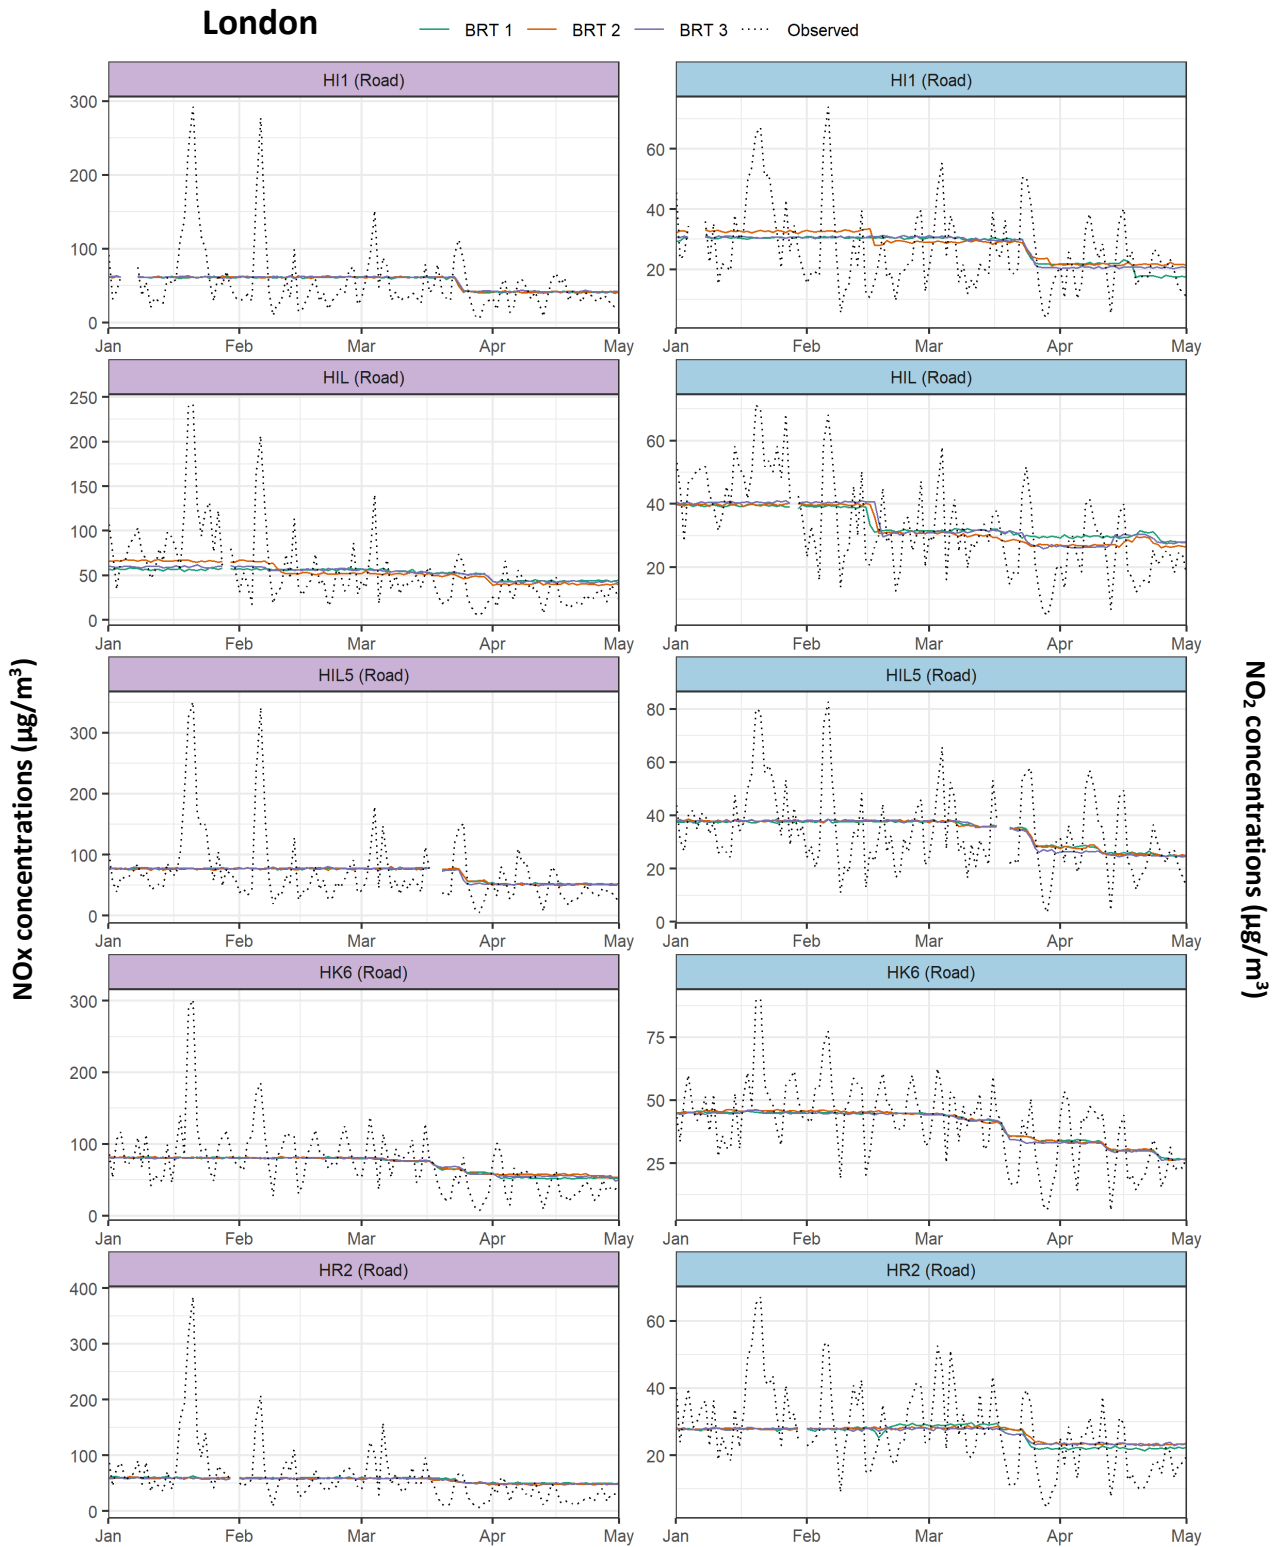 London
BRT 1 BRT 2 BRT 3 Observed
NOx concentrations (µg/m³)
NO₂ concentrations (µg/m³)
HI1 (Road)
300
200
100
0
Jan Feb Mar Apr May
HI1 (Road)
60
40
20
Jan Feb Mar Apr May
HIL (Road)
250
200
150
100
50
0
Jan Feb Mar Apr May
HIL (Road)
60
40
20
Jan Feb Mar Apr May
HIL5 (Road)
300
200
100
0
Jan Feb Mar Apr May
HIL5 (Road)
80
60
40
20
0
Jan Feb Mar Apr May
HK6 (Road)
300
200
100
0
Jan Feb Mar Apr May
HK6 (Road)
75
50
25
Jan Feb Mar Apr May
HR2 (Road)
400
300
200
100
0
Jan Feb Mar Apr May
HR2 (Road)
60
40
20
Jan Feb Mar Apr May